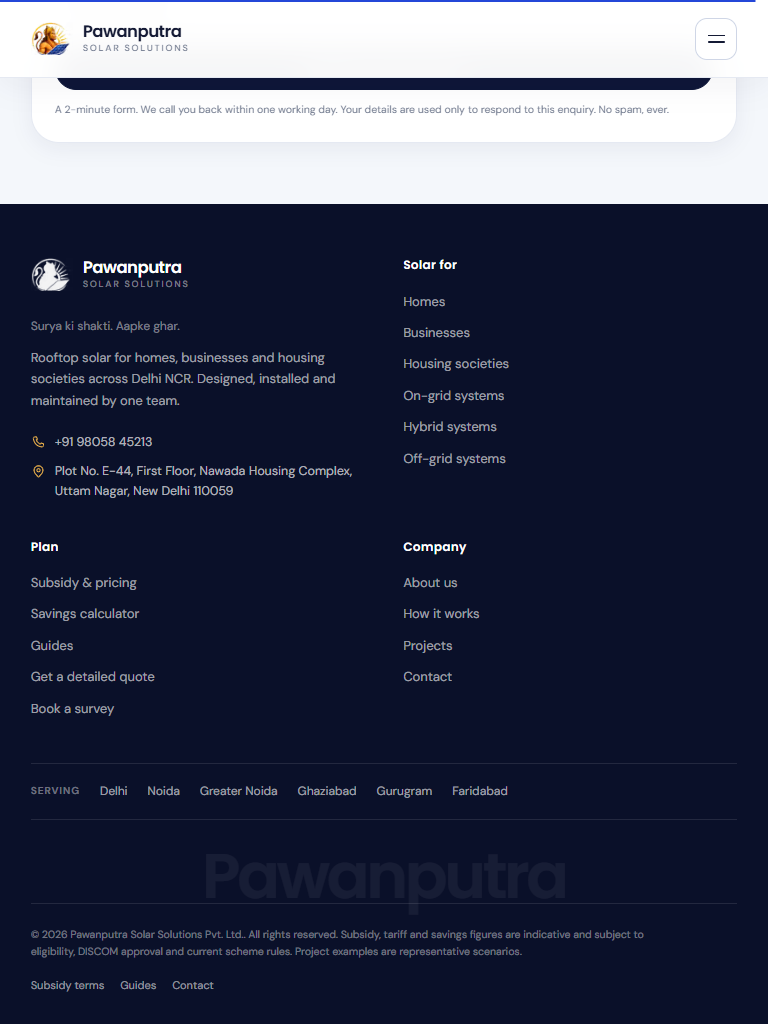 Pawanputra
SOLAR SOLUTIONS
A 2-minute form. We call you back within one working day. Your details are used only to respond to this enquiry. No spam, ever.
Pawanputra
SOLAR SOLUTIONS
Surya ki shakti. Aapke ghar.
Rooftop solar for homes, businesses and housing
societies across Delhi NCR. Designed, installed and
maintained by one team.
+91 98058 45213
Plot No. E-44, First Floor, Nawada Housing Complex,
Uttam Nagar, New Delhi 110059
Solar for
Homes
Businesses
Housing societies
On-grid systems
Hybrid systems
Off-grid systems
Plan
Subsidy & pricing
Savings calculator
Guides
Get a detailed quote
Book a survey
Company
About us
How it works
Projects
Contact
SERVING Delhi Noida Greater Noida Ghaziabad Gurugram Faridabad
Pawanputra
© 2026 Pawanputra Solar Solutions Pvt. Ltd.. All rights reserved. Subsidy, tariff and savings figures are indicative and subject to
eligibility, DISCOM approval and current scheme rules. Project examples are representative scenarios.
Subsidy terms Guides Contact